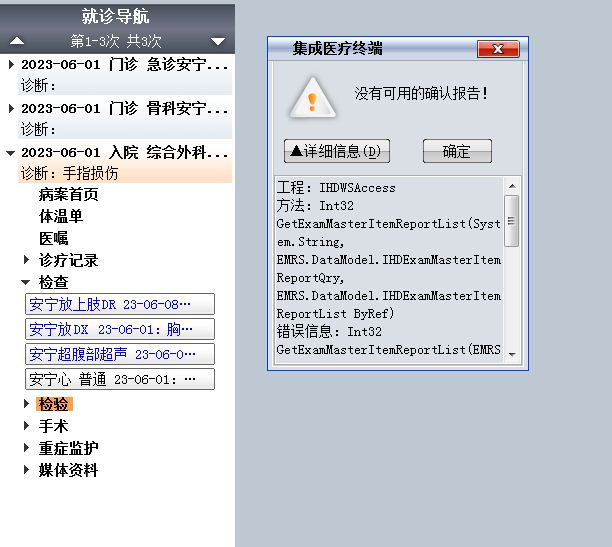 就诊导航
第1-3次 共3次
2023-06-01 门诊 急诊安宁...
诊断：
2023-06-01 门诊 骨科安宁...
诊断：
2023-06-01 入院 综合外科...
诊断：手指损伤
病案首页
体温单
医嘱
诊疗记录
检查
安宁放上肢DR 23-06-08…
安宁放DX 23-06-01：胸…
安宁超腹部超声 23-06-0…
安宁心 普通 23-06-01：…
检验
手术
重症监护
媒体资料
集成医疗终端
没有可用的确认报告！
▲详细信息(D)
确定
工程：IHDWSAccess
方法：Int32
GetExamMasterItemReportList(Syst
em.String,
EMRS.DataModel.IHDExamMasterItem
ReportQry,
EMRS.DataModel.IHDExamMasterItem
ReportList ByRef)
错误信息：Int32
GetExamMasterItemReportList(EMRS